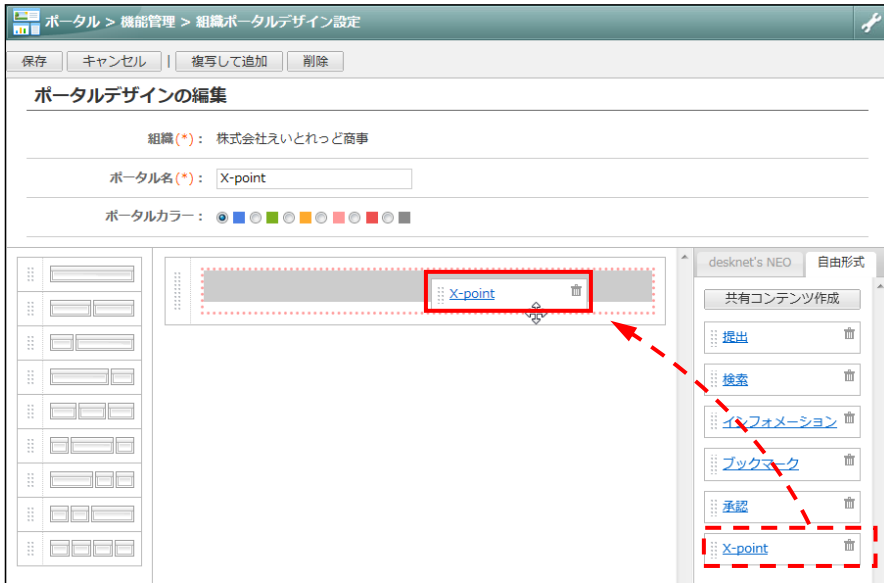 ポータル > 機能管理 > 組織ポータルデザイン設定
保存 キャンセル | 複写して追加 削除
ポータルデザインの編集
組織(*)： 株式会社えいとれっど商事
ポータル名(*)： X-point
ポータルカラー：
X-point
desknet's NEO 自由形式
共有コンテンツ作成
提出
検索
インフォメーション
ブックマーク
承認
X-point